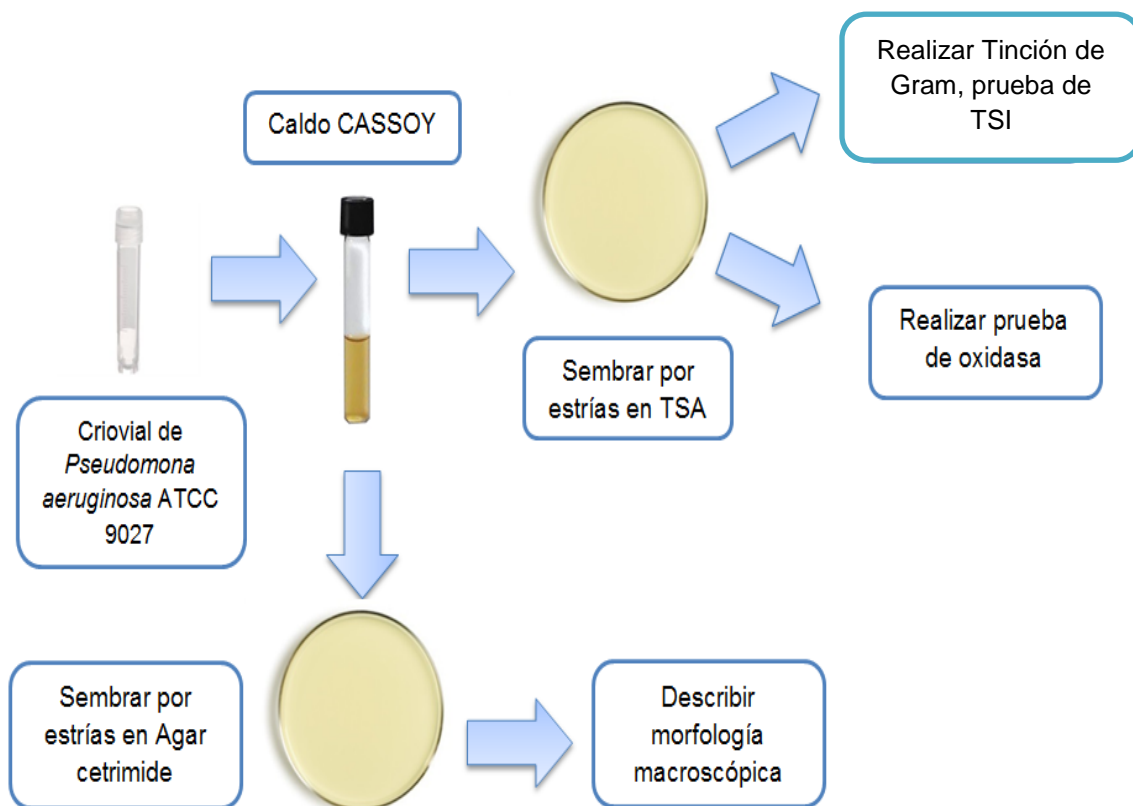 Realizar Tinción de
Gram, prueba de
TSI
Caldo CASSOY
Realizar prueba
de oxidasa
Sembrar por
estrías en TSA
Criovial de
Pseudomona
aeruginosa ATCC
9027
Sembrar por
estrías en Agar
cetrimide
Describir
morfología
macroscópica